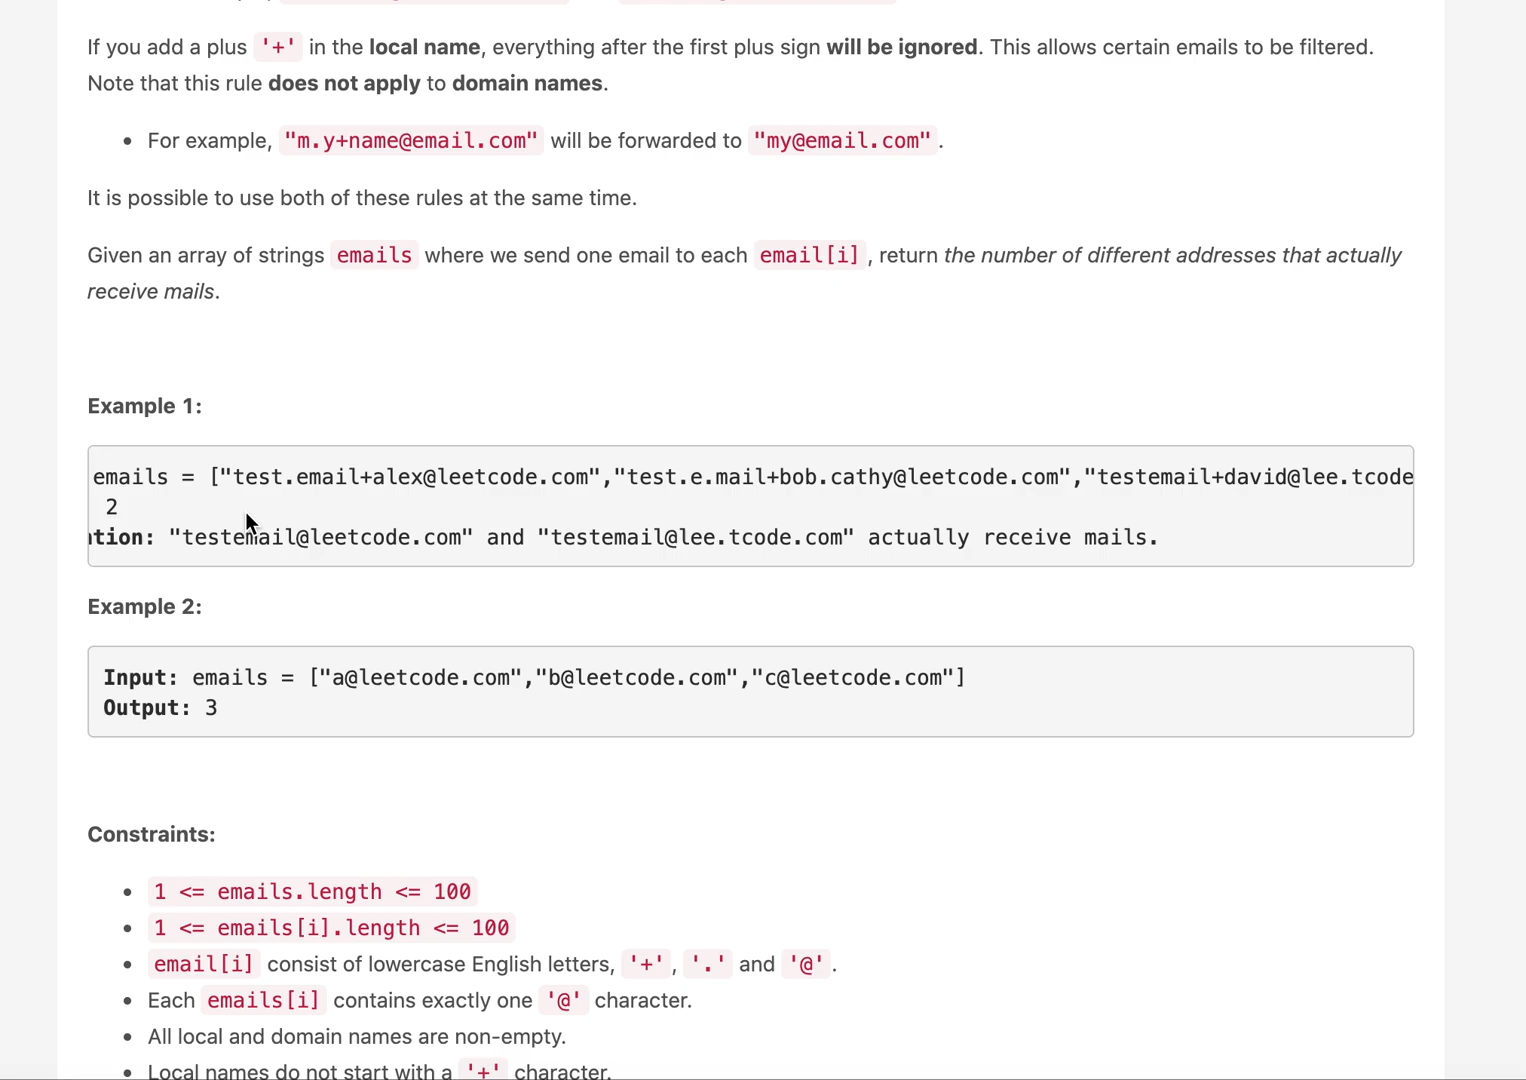 If you add a plus '+' in the local name, everything after the first plus sign will be ignored. This allows certain emails to be filtered.
Note that this rule does not apply to domain names.
• For example, "m.y+name@email.com" will be forwarded to "my@email.com".
It is possible to use both of these rules at the same time.
Given an array of strings emails where we send one email to each email[i], return the number of different addresses that actually
receive mails.
Example 1:
emails = ["test.email+alex@leetcode.com","test.e.mail+bob.cathy@leetcode.com","testemail+david@lee.tcode
2
tion: "testemail@leetcode.com" and "testemail@lee.tcode.com" actually receive mails.
Example 2:
Input: emails = ["a@leetcode.com","b@leetcode.com","c@leetcode.com"]
Output: 3
Constraints:
• 1 <= emails.length <= 100
• 1 <= emails[i].length <= 100
• email[i] consist of lowercase English letters, '+', '.' and '@'.
• Each emails[i] contains exactly one '@' character.
• All local and domain names are non-empty.
• Local names do not start with a '+' character.